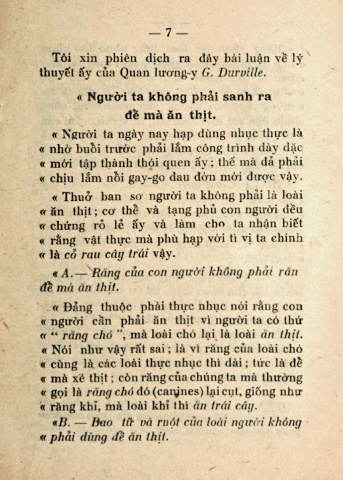 — 7 —
Tôi xin phiên dịch ra đây bài luận về lý
thuyết ấy của Quan lương-y G. Durville.
« Người ta không phải sanh ra
để mà ăn thịt.
« Người ta ngày nay hạp dùng nhục thực là
« nhờ buổi trước phải lắm công trình dày dặc
« mới tập thành thói quen ấy ; thế mà đã phải
« chịu lắm nỗi gay-go đau đớn mới được vậy.
« Thuở ban sơ người ta không phải là loài
« ăn thịt ; cơ thể và tạng phủ con người đều
« chứng rỏ lẻ ấy và làm cho ta nhận biết
« rằng vật thực mà phù hạp với tì vị ta chính
« là cỏ rau cây trái vậy.
« A.— Răng của con người không phải răn
để mà ăn thịt.
« Đảng thuộc phái thực nhục nói rằng con
« người cần phải ăn thịt vì người ta có thứ
« “ răng chó ”, mà loài chó lại là loài ăn thịt.
« Nói như vậy rất sai ; là vì răng của loài chó
« cùng là các loài thực nhục thì dài ; tức là để
« mà xé thịt ; còn răng của chúng ta mà thường
« gọi là răng chó đó (canines) lại cụt, giống như
« răng khỉ, mà loài khỉ thì ăn trái cây.
«B. — Bao tử và ruột của loài người không
« phải dùng để ăn thịt.